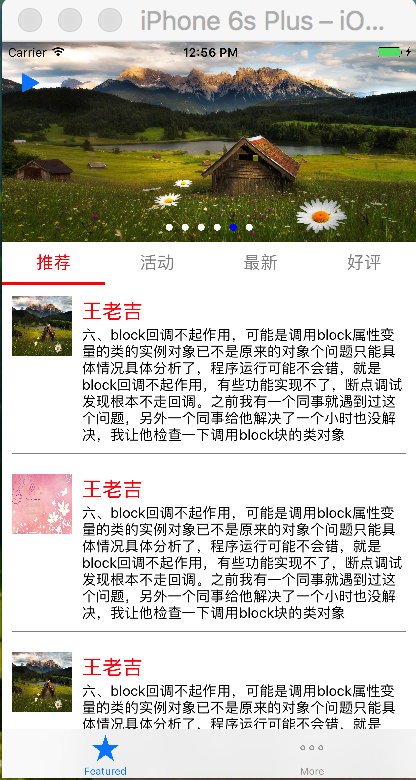 iPhone 6s Plus – iO...
Carrier 12:56 PM
推荐 活动 最新 好评
王老吉
六、block回调不起作用，可能是调用block属性变
量的类的实例对象已不是原来的对象个问题只能具
体情况具体分析了，程序运行可能不会错，就是
block回调不起作用，有些功能实现不了，断点调试
发现根本不走回调。之前我有一个同事就遇到过这
个问题，另外一个同事给他解决了一个小时也没解
决，我让他检查一下调用block块的类对象
王老吉
六、block回调不起作用，可能是调用block属性变
量的类的实例对象已不是原来的对象个问题只能具
体情况具体分析了，程序运行可能不会错，就是
block回调不起作用，有些功能实现不了，断点调试
发现根本不走回调。之前我有一个同事就遇到过这
个问题，另外一个同事给他解决了一个小时也没解
决，我让他检查一下调用block块的类对象
王老吉
六、block回调不起作用，可能是调用block属性变
量的类的实例对象已不是原来的对象个问题只能具
体情况具体分析了，程序运行可能不会错，就是
Featured More